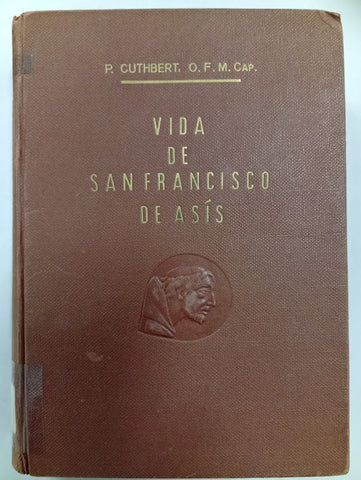 P. CUTHBERT, O. F. M. CAP.
VIDA
DE
SAN FRANCISCO
DE ASÍS